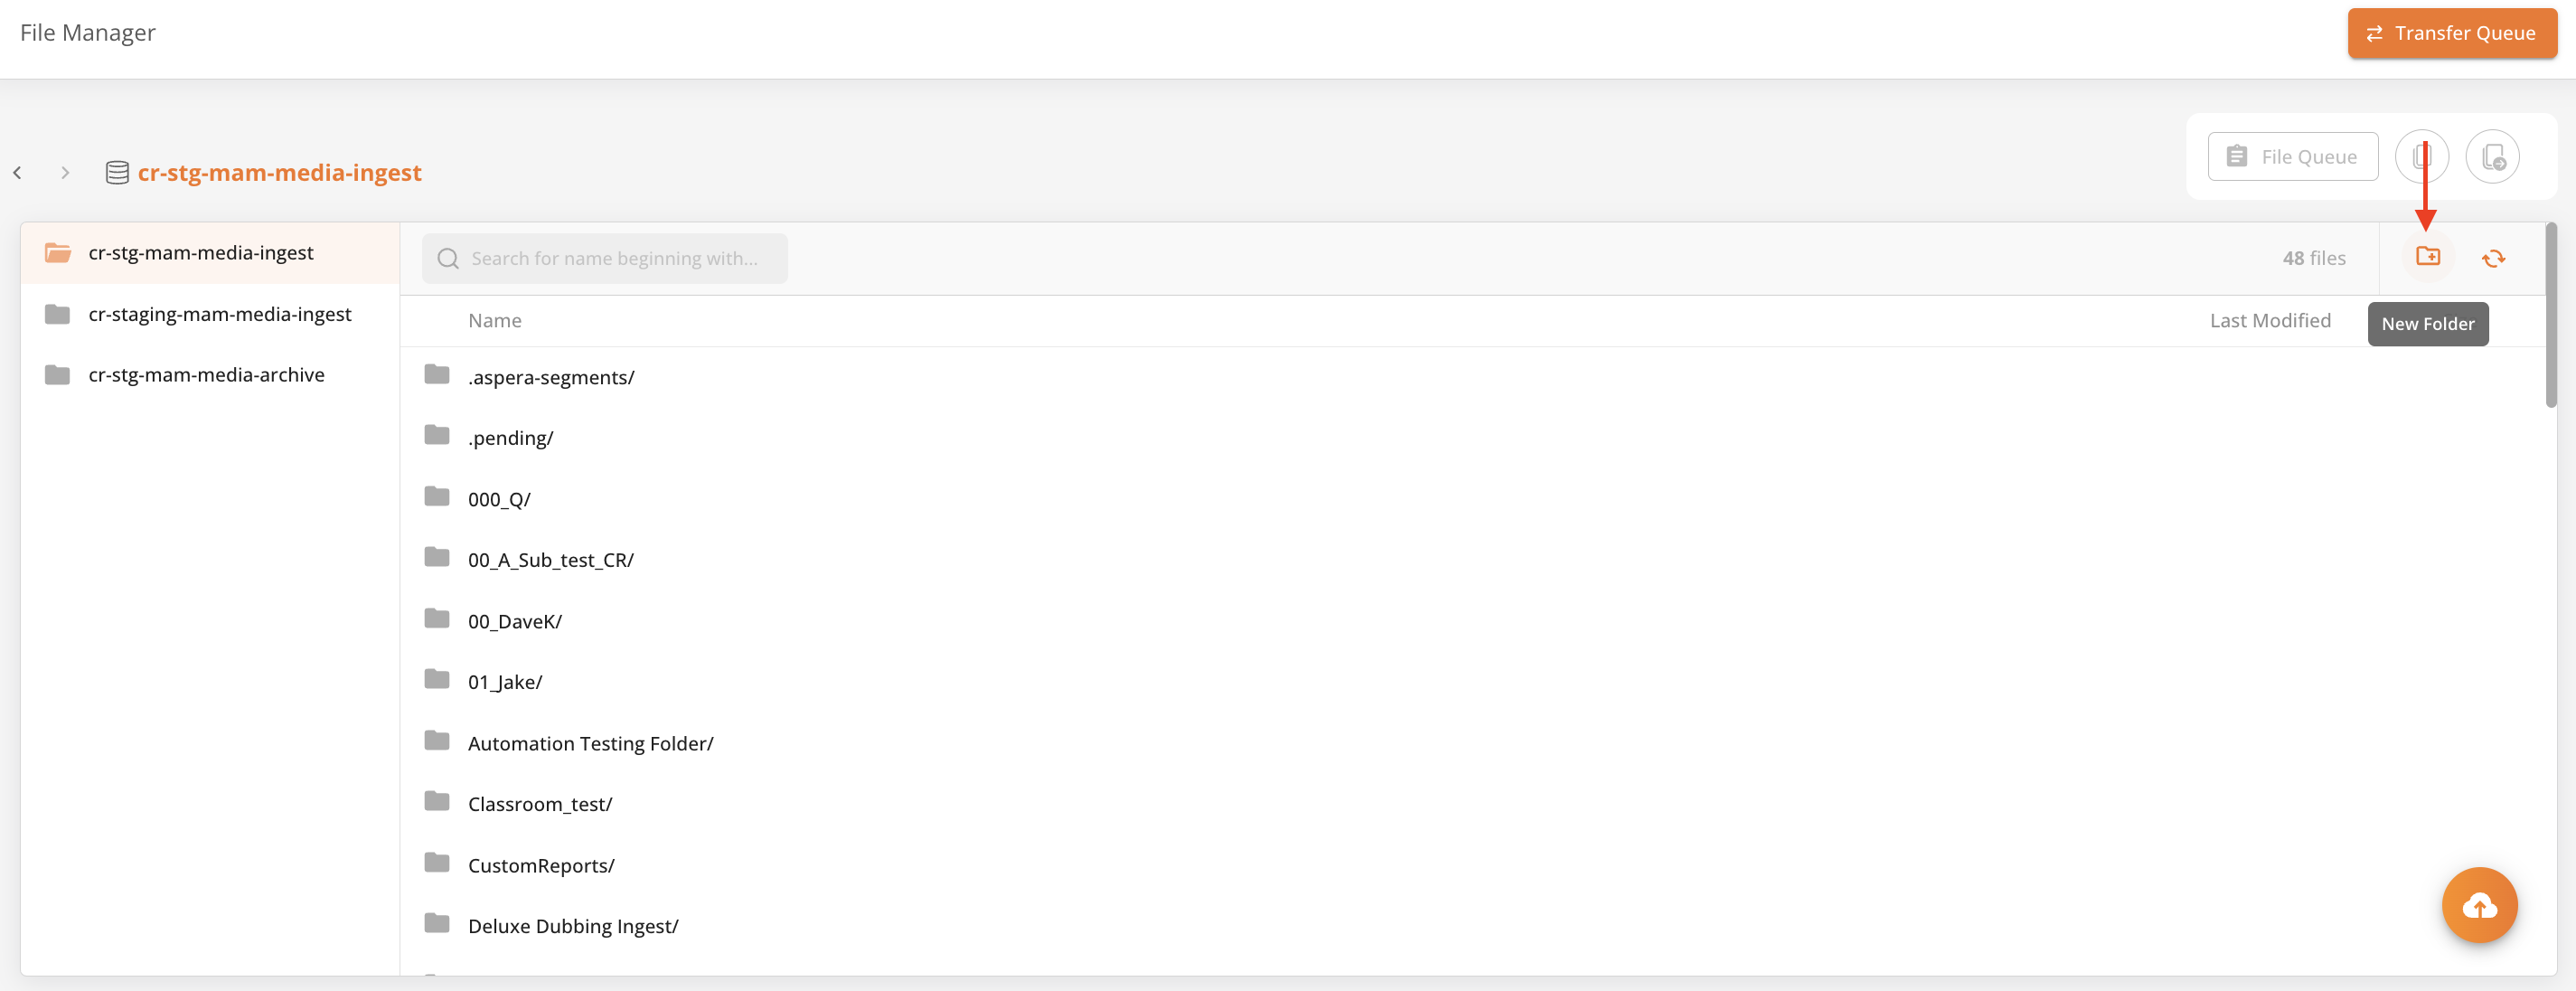 File Manager
Transfer Queue
cr-stg-mam-media-ingest
File Queue
cr-stg-mam-media-ingest
cr-staging-mam-media-ingest
cr-stg-mam-media-archive
Search for name beginning with...
48 files
Name
Last Modified
New Folder
.aspera-segments/
.pending/
000_Q/
00_A_Sub_test_CR/
00_DaveK/
01_Jake/
Automation Testing Folder/
Classroom_test/
CustomReports/
Deluxe Dubbing Ingest/